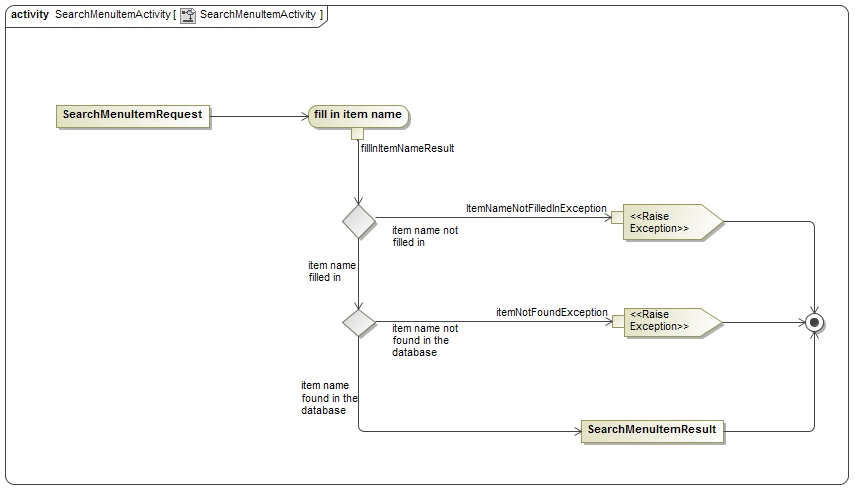 activity SearchMenuItemActivity [ SearchMenuItemActivity ]
SearchMenuItemRequest
fill in item name
fillInItemNameResult
ItemNameNotFilledInException
<<Raise
Exception>>
item name not
filled in
item name
filled in
itemNotFoundException
<<Raise
Exception>>
item name not
found in the
database
item name
found in the
database
SearchMenuItemResult